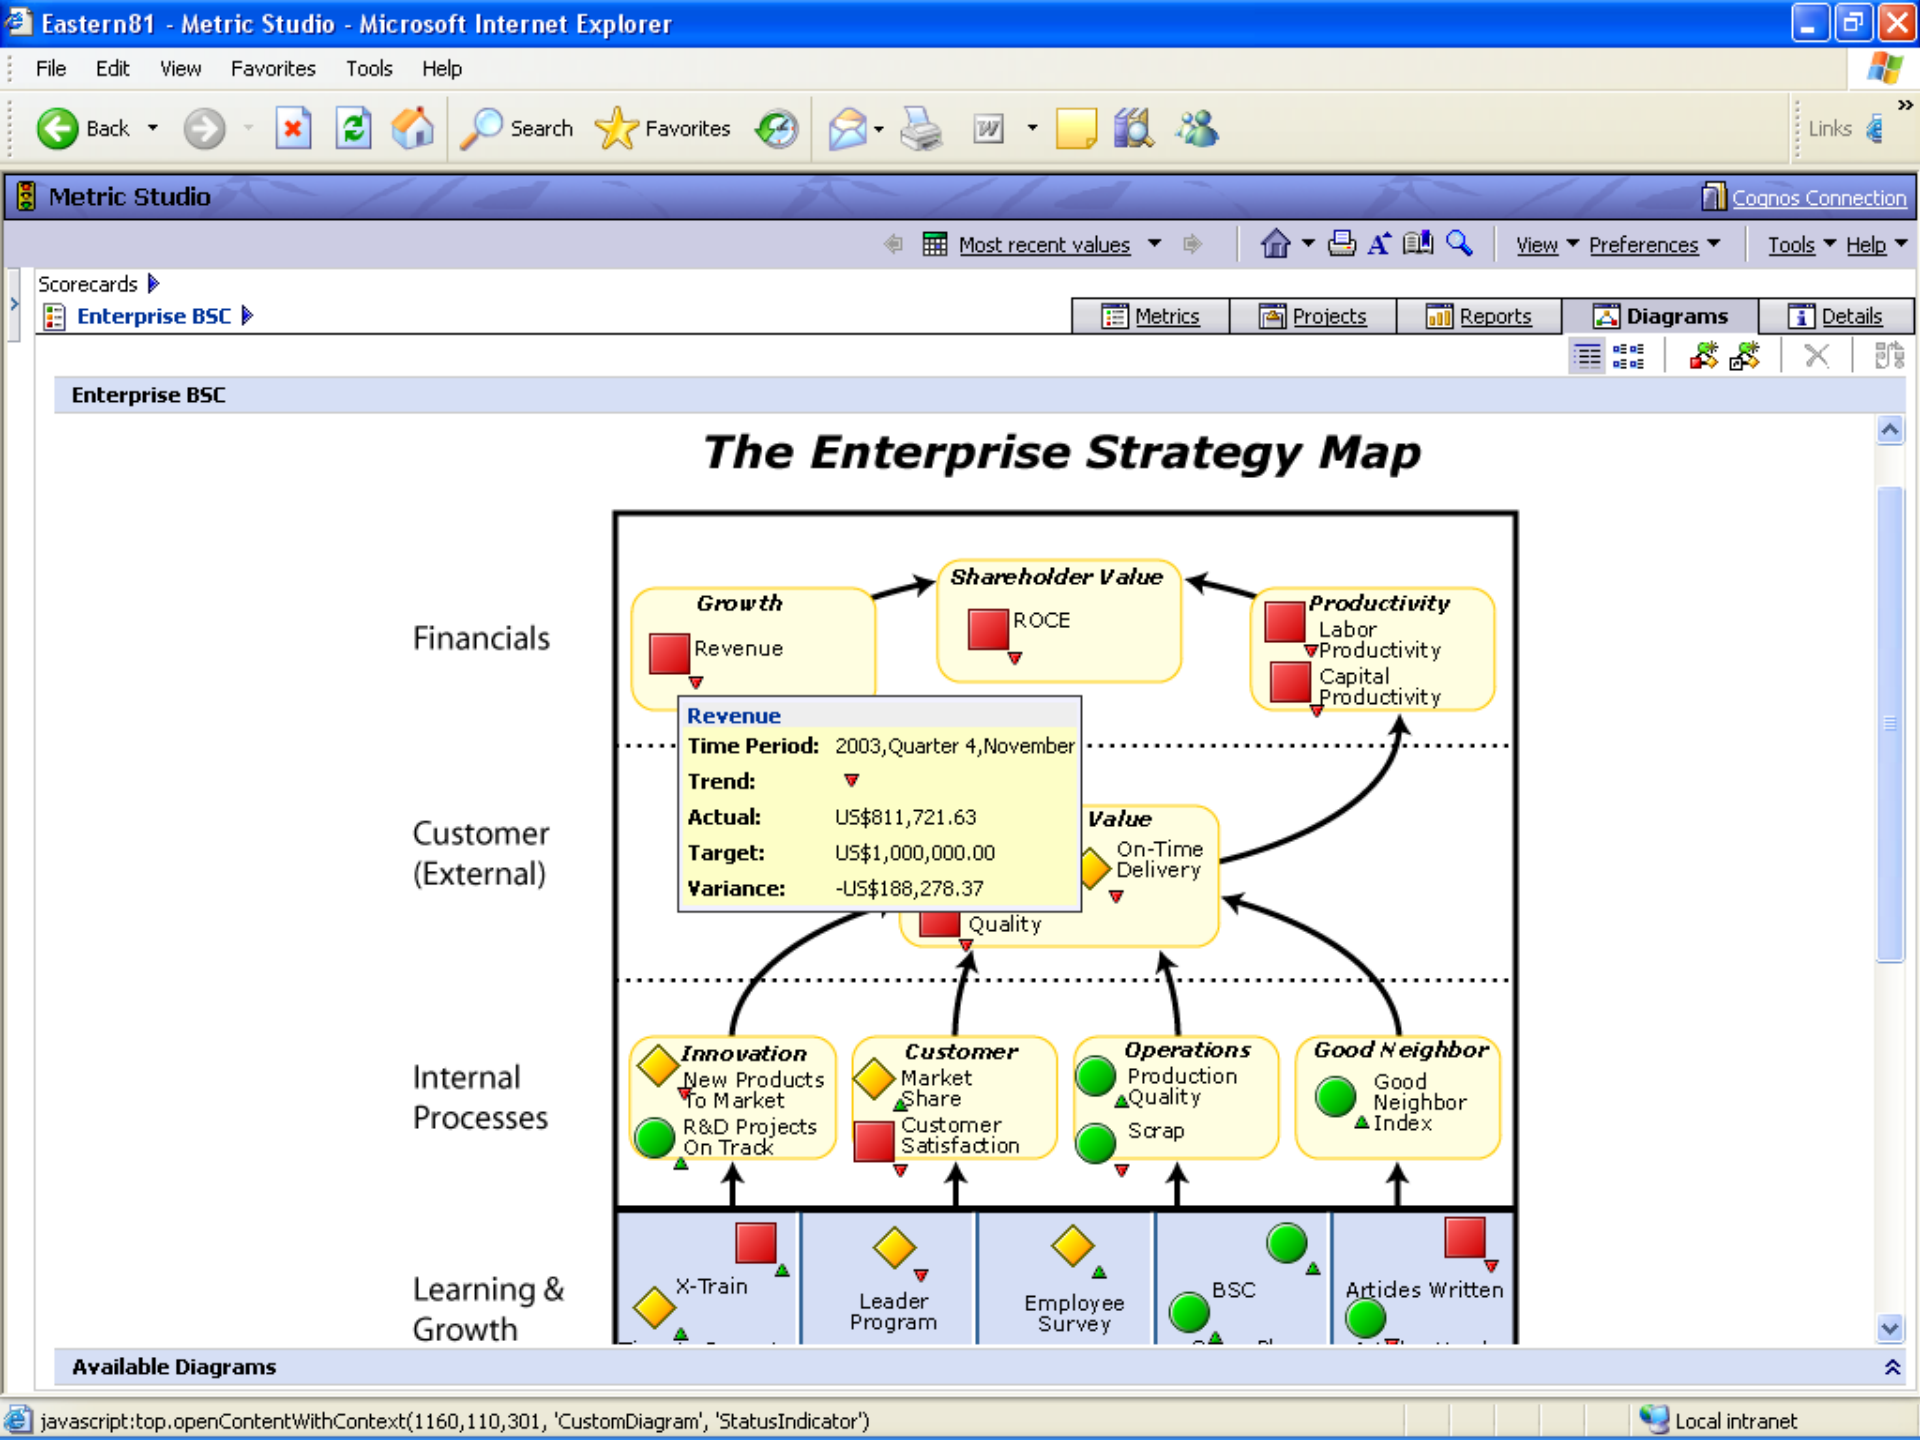 Eastern81 - Metric Studio - Microsoft Internet Explorer
File Edit View Favorites Tools Help
Back Search Favorites Links
Metric Studio Cognos Connection
Most recent values View Preferences Tools Help
Scorecards
Enterprise BSC Metrics Projects Reports Diagrams Details
Enterprise BSC
The Enterprise Strategy Map
Financials
Growth
Revenue
Shareholder Value
ROCE
Productivity
Labor
Productivity
Capital
Productivity
Revenue
Time Period: 2003,Quarter 4,November
Trend:
Actual: US$811,721.63
Target: US$1,000,000.00
Variance: -US$188,278.37
Customer
(External)
Value
On-Time
Delivery
Quality
Internal
Processes
Innovation
New Products
To Market
R&D Projects
On Track
Customer
Market
Share
Customer
Satisfaction
Operations
Production
Quality
Scrap
Good Neighbor
Good
Neighbor
Index
Learning &
Growth
X-Train
Leader
Program
Employee
Survey
BSC
Articles Written
Available Diagrams
javascript:top.openContentWithContext(1160,110,301, 'CustomDiagram', 'StatusIndicator') Local intranet